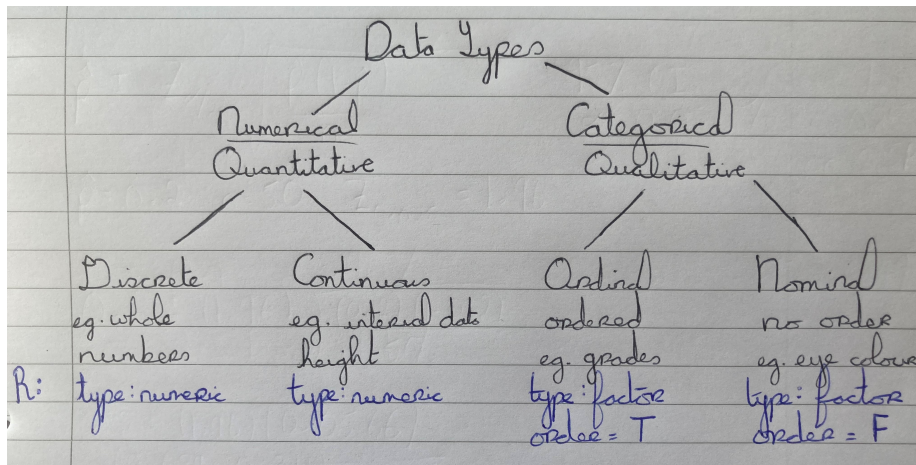 Data Types
Numerical Categorical
Quantitative Qualitative
Discrete Continuous Ordinal Nominal
eg. whole eg. interval data ordered no order
numbers height eg. grades eg. eye colour
R: type: numeric type: numeric type: factor type: factor
order = T order = F